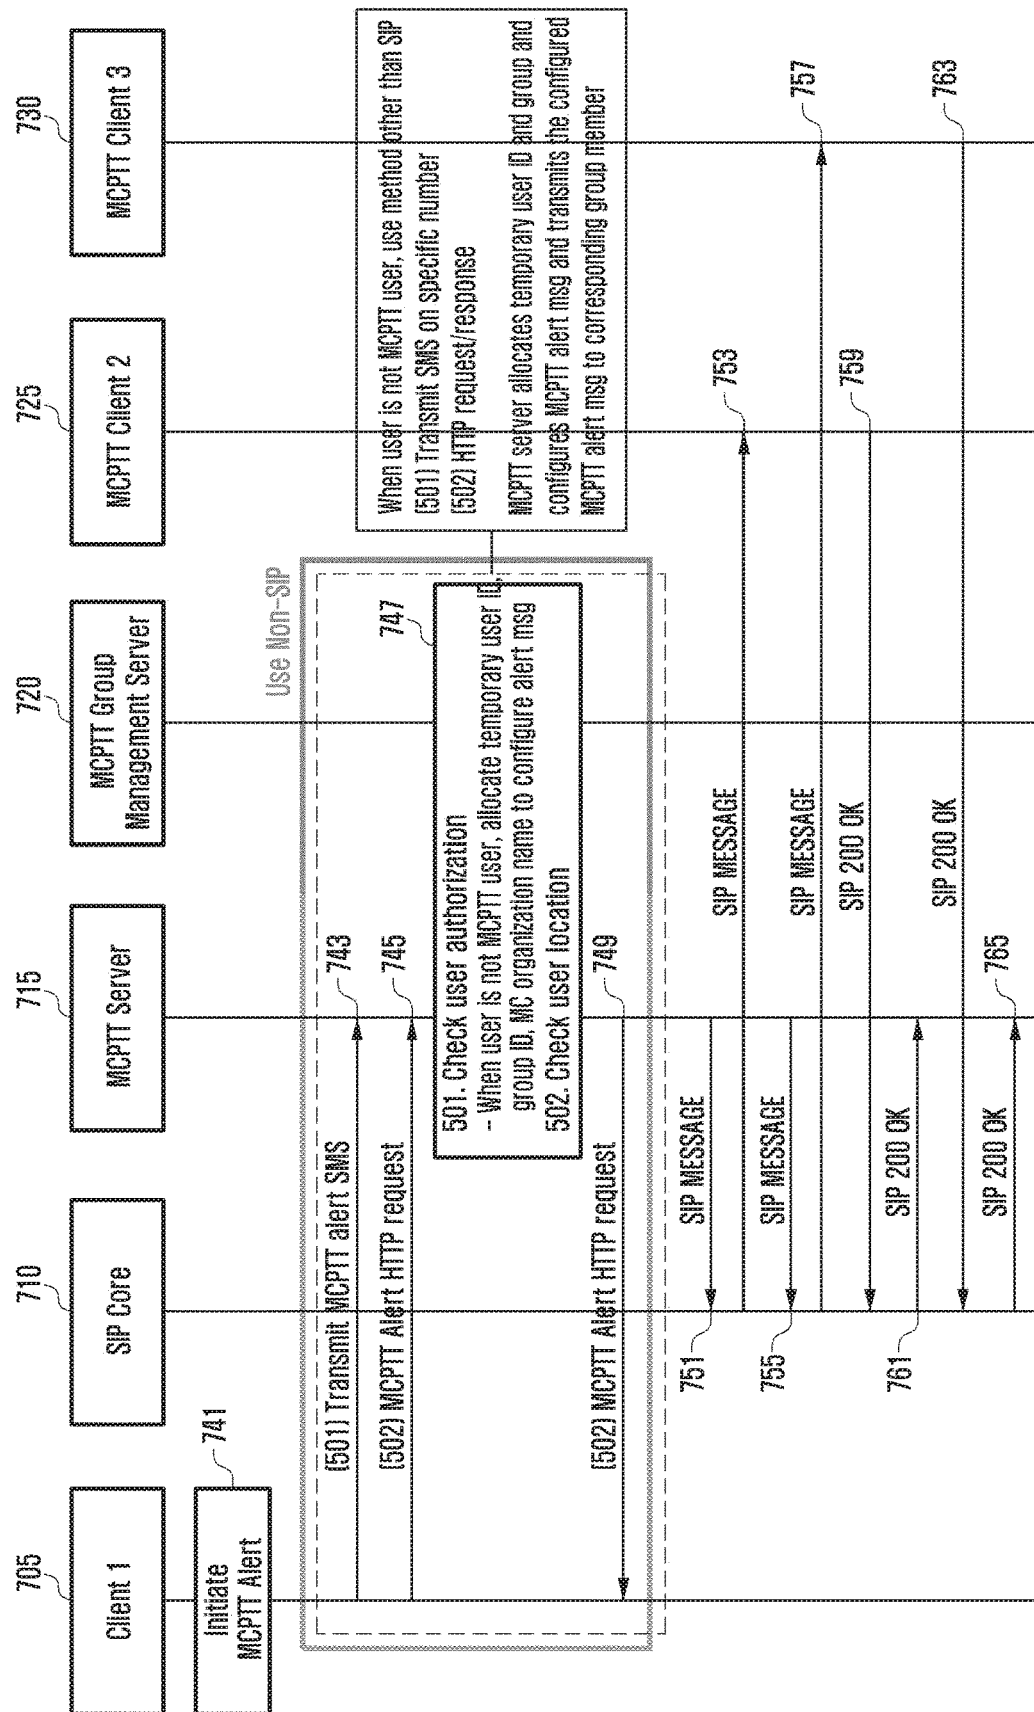 705
710
715
720
725
730
Client 1
SIP Core
MCPTT Server
MCPTT Group
Management Server
MCPTT Client 2
MCPTT Client 3
741
Initiate
MCPTT Alert
Use Non-SIP
(501) Transmit MCPTT alert SMS
743
(502) MCPTT Alert HTTP request
745
747
501. Check user authorization
- When user is not MCPTT user, allocate temporary user ID,
group ID, MC organization name to configure alert msg
502. Check user location
(502) MCPTT Alert HTTP request
749
When user is not MCPTT user, use method other than SIP
(501) Transmit SMS on specific number
(502) HTTP request/response
MCPTT server allocates temporary user ID and group and
configures MCPTT alert msg and transmits the configured
MCPTT alert msg to corresponding group member
751
SIP MESSAGE
SIP MESSAGE
753
755
SIP MESSAGE
SIP MESSAGE
757
SIP 200 OK
759
761
SIP 200 OK
SIP 200 OK
763
SIP 200 OK
765